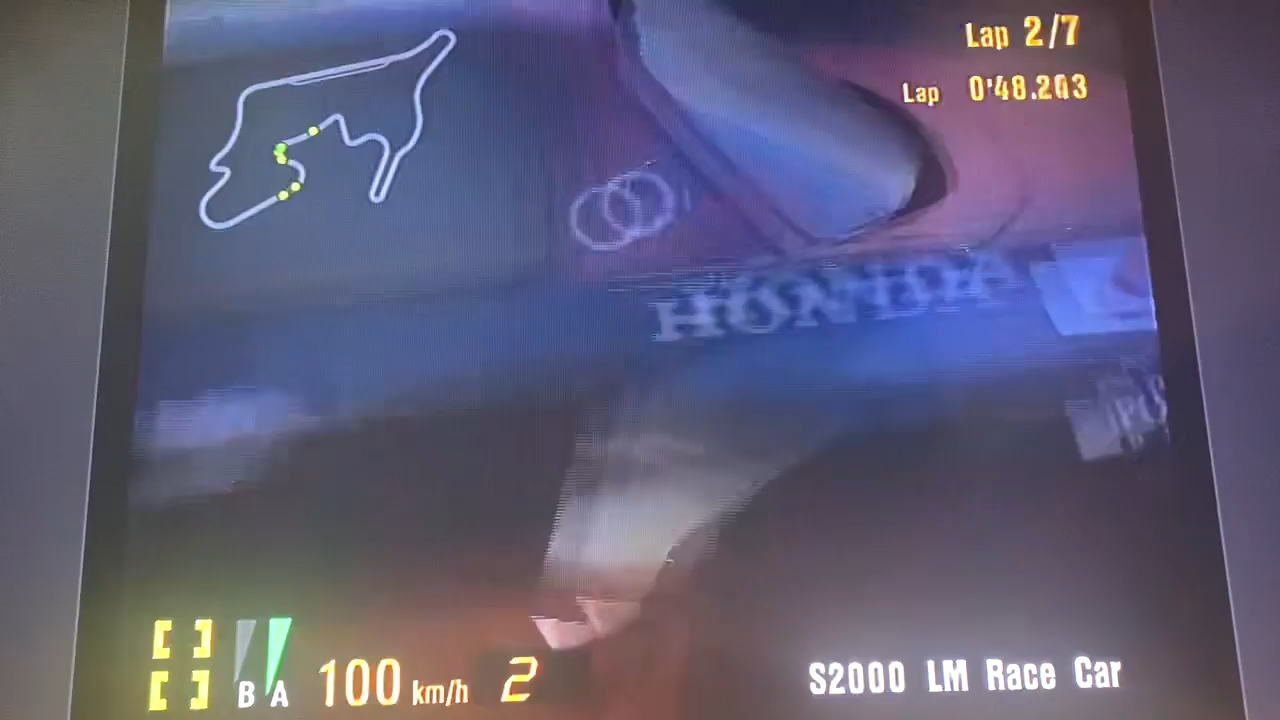 Lap 2/7
Lap 0'48.203
HONDA
B A 100 km/h 2
S2000 LM Race Car